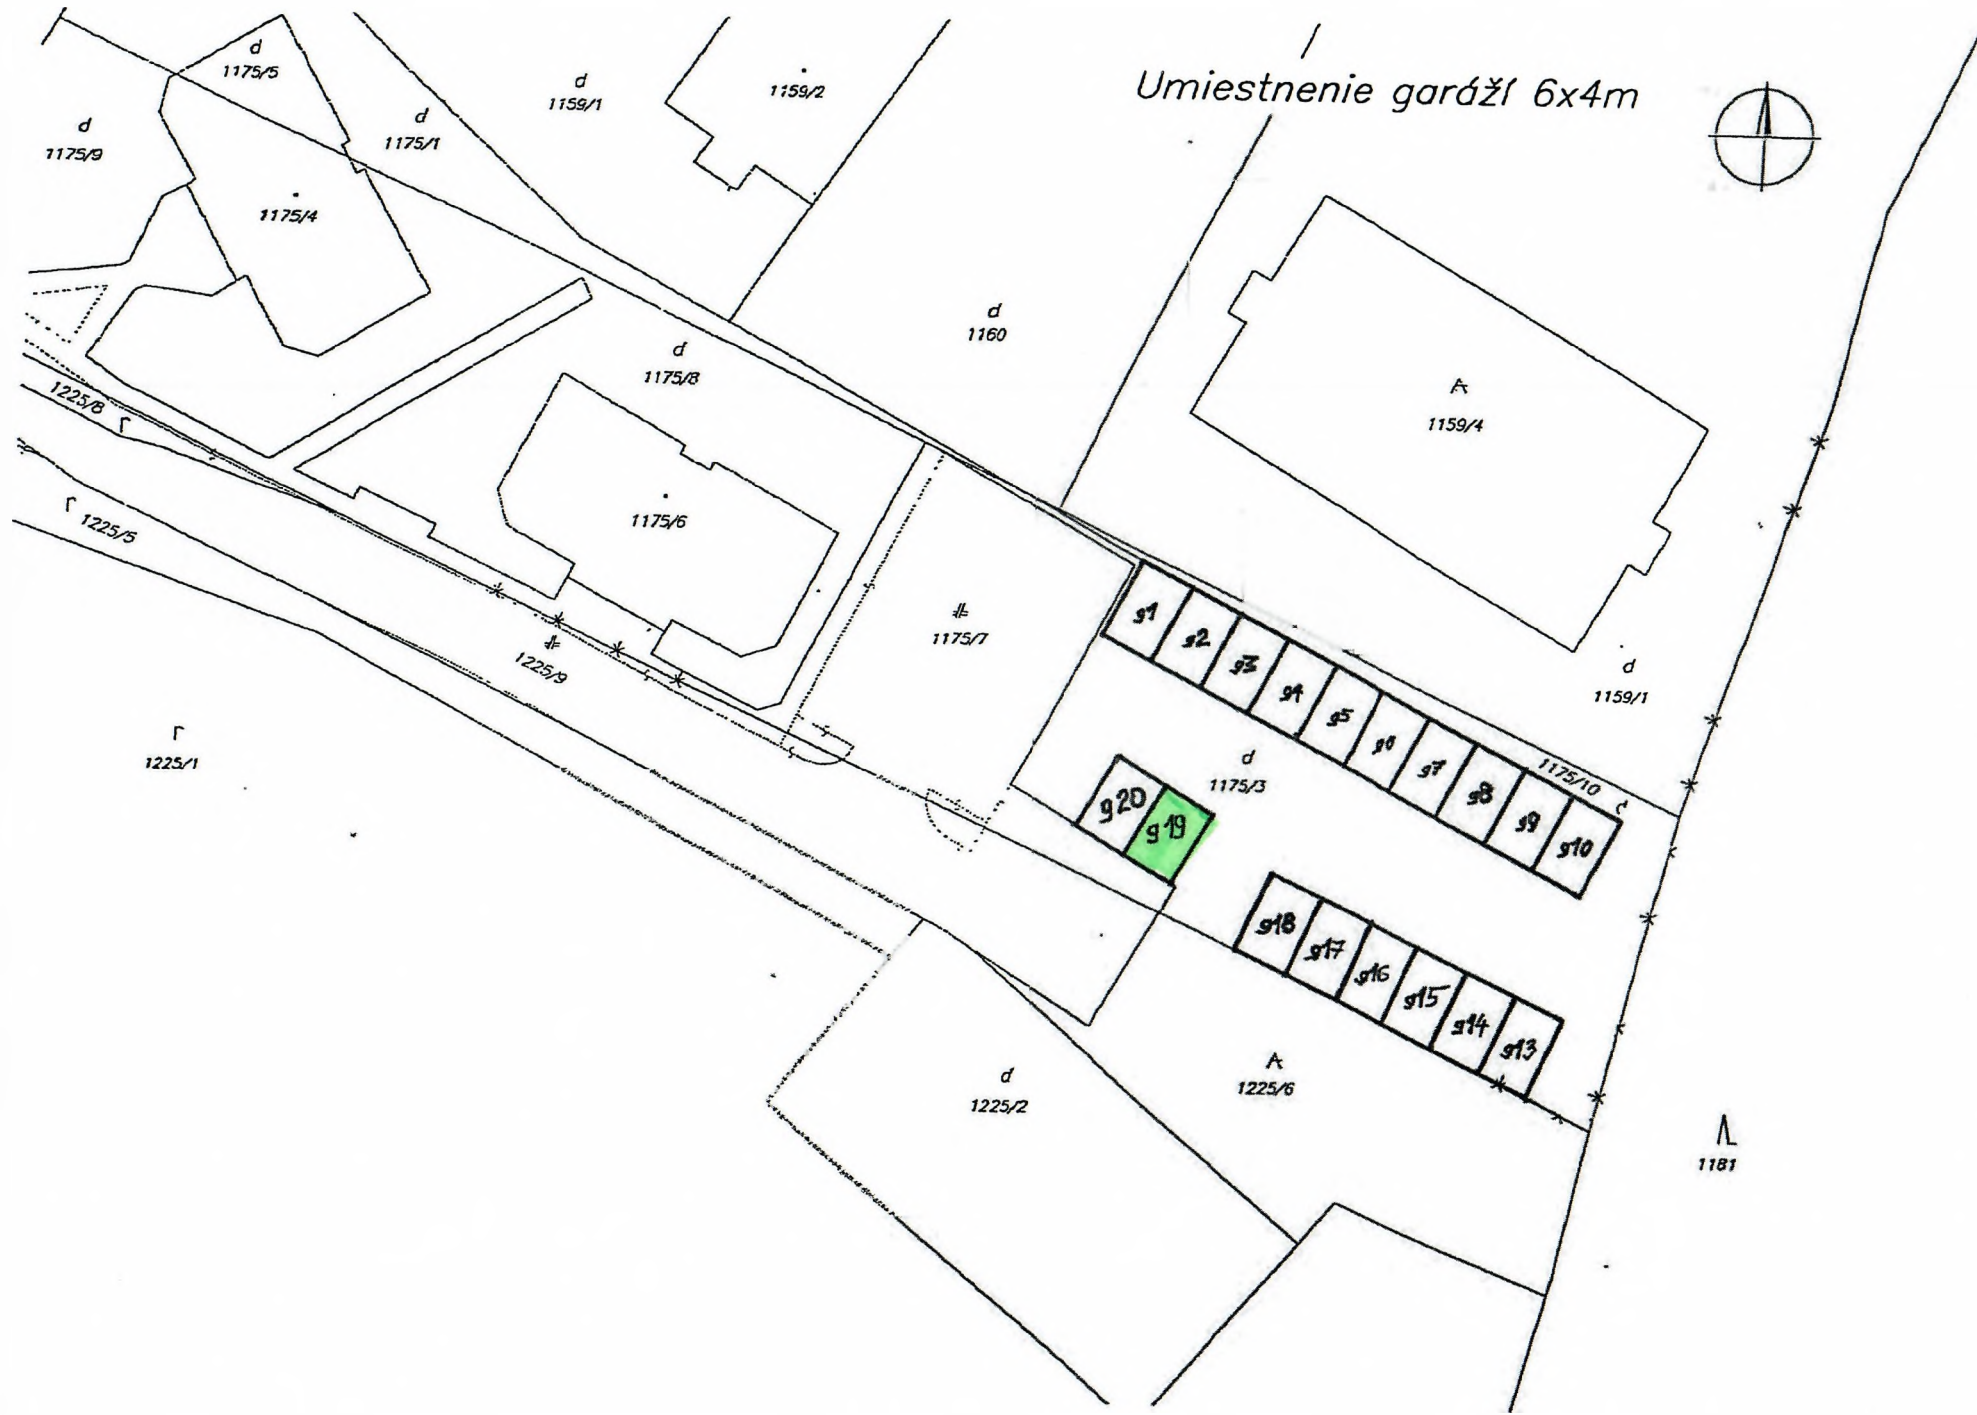 Umiestnenie garáží 6x4m
d
1175/5
d
1175/9
d
1175/1
d
1159/1
1159/2
1175/4
d
1160
d
1175/8
1159/4
1225/8
1225/5
1175/6
1175/7
1225/9
1225/1
d
1159/1
g1
g2
g3
g4
g5
g6
g7
g8
g9
g10
1175/10
d
1175/3
g20
g19
g18
g17
g16
g15
g14
g13
d
1225/2
1225/6
1181